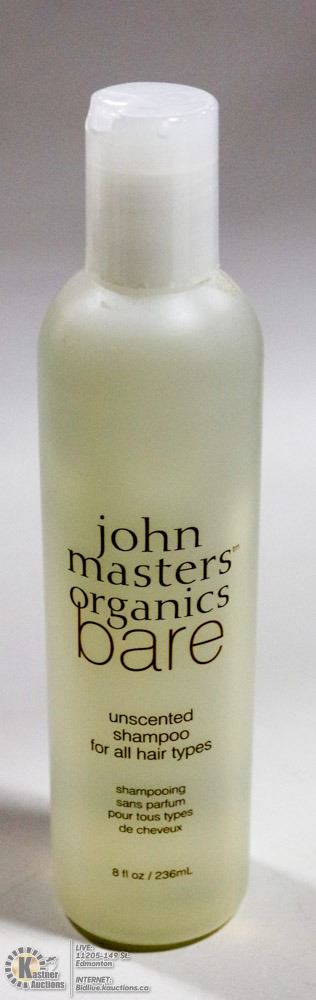 john
masters™
organics
bare
unscented
shampoo
for all hair types
shampooing
sans parfum
pour tous types
de cheveux
8 fl oz / 236mL
Kastner
Auctions
LIVE:
11205-149 St.
Edmonton
INTERNET:
Bidlive.kauctions.ca